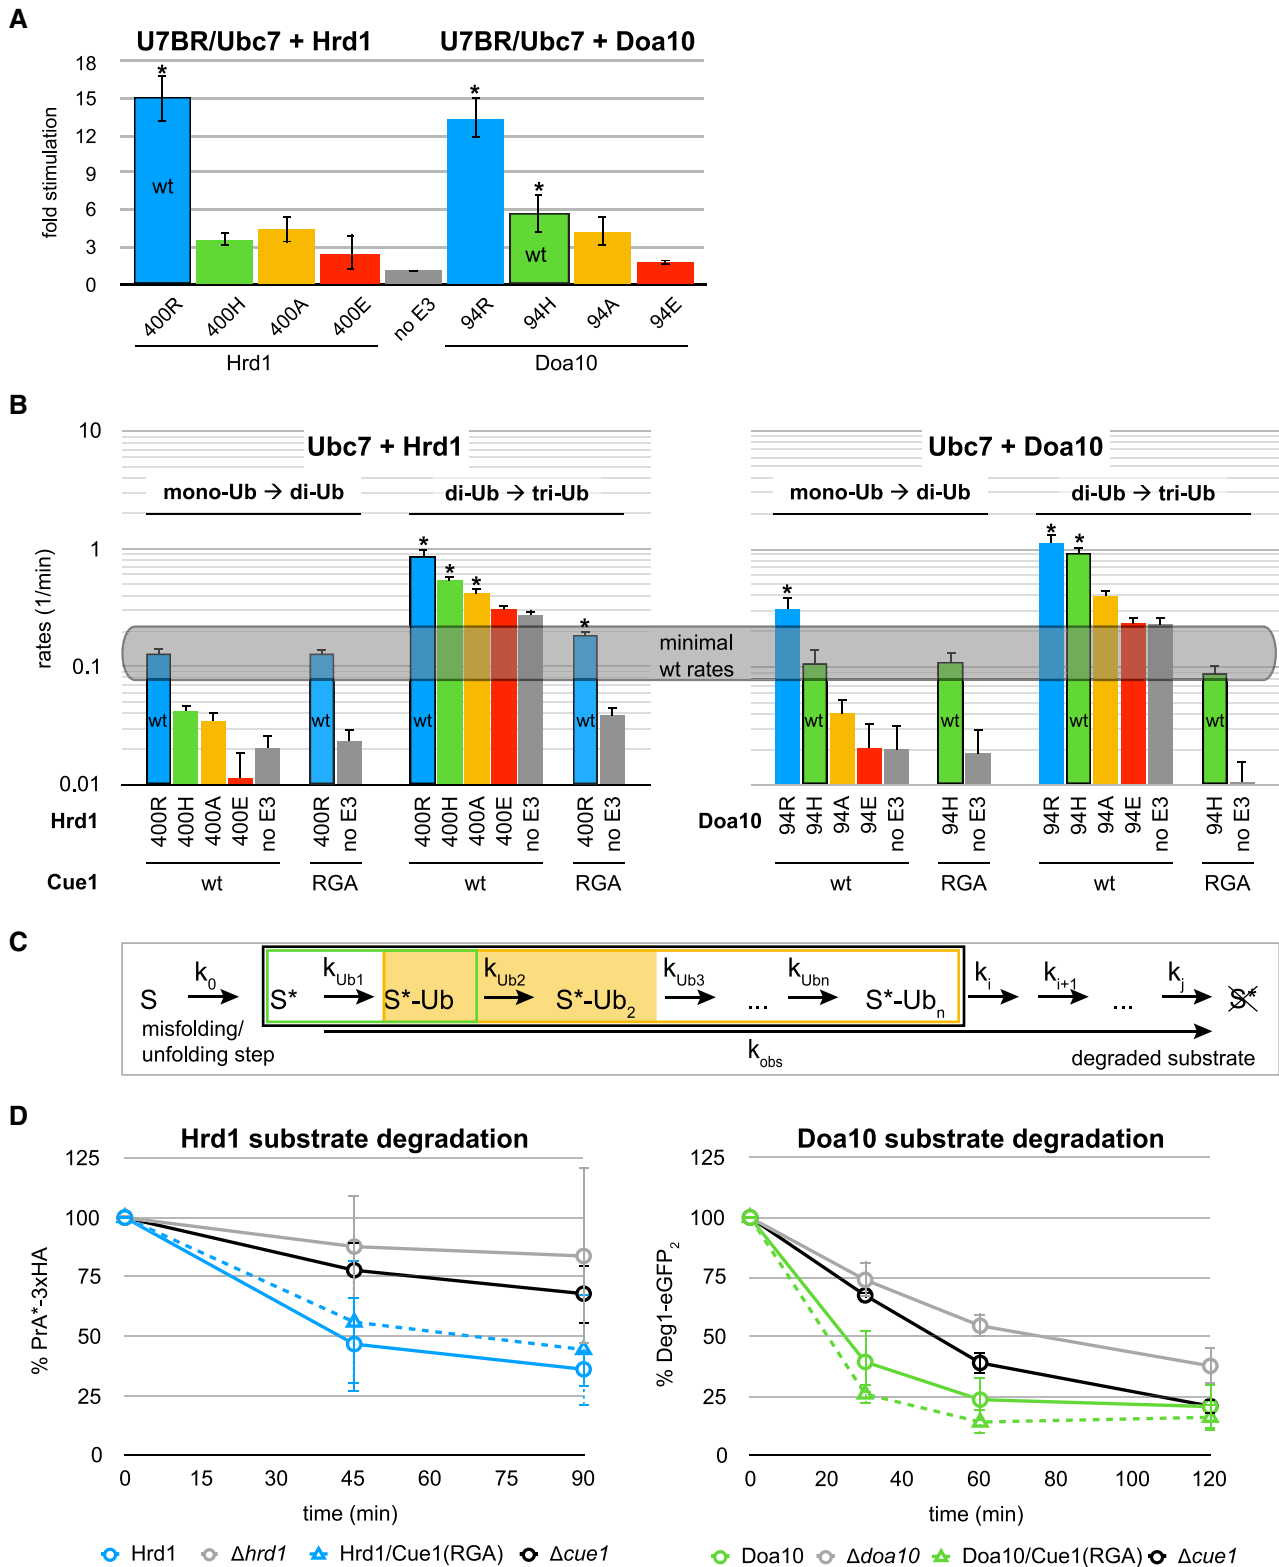 A
U7BR/Ubc7 + Hrd1
U7BR/Ubc7 + Doa10
fold stimulation
18
15
12
9
6
3
0
*
*
*
wt
wt
400R
400H
400A
400E
no E3
94R
94H
94A
94E
Hrd1
Doa10
B
Ubc7 + Hrd1
Ubc7 + Doa10
mono-Ub → di-Ub
di-Ub → tri-Ub
mono-Ub → di-Ub
di-Ub → tri-Ub
rates (1/min)
10
1
0.1
0.01
* * * *
* * *
minimal
wt rates
wt wt wt wt
wt wt wt
Hrd1
400R 400H 400A 400E no E3
400R no E3
400R 400H 400A 400E no E3
400R no E3
Doa10
94R 94H 94A 94E no E3
94H no E3
94R 94H 94A 94E no E3
94H no E3
Cue1
wt RGA wt RGA
wt RGA wt RGA
C
S k0 S* kUb1 S*-Ub kUb2 S*-Ub2 kUb3 ... kUbn S*-Ubn ki ki+1 ... kj S*
misfolding/
unfolding step
kobs
degraded substrate
D
Hrd1 substrate degradation
% PrA*-3xHA
125
100
75
50
25
0
0 15 30 45 60 75 90
time (min)
Hrd1 Δhrd1 Hrd1/Cue1(RGA) Δcue1
Doa10 substrate degradation
% Deg1-eGFP2
125
100
75
50
25
0
0 20 40 60 80 100 120
time (min)
Doa10 Δdoa10 Doa10/Cue1(RGA) Δcue1